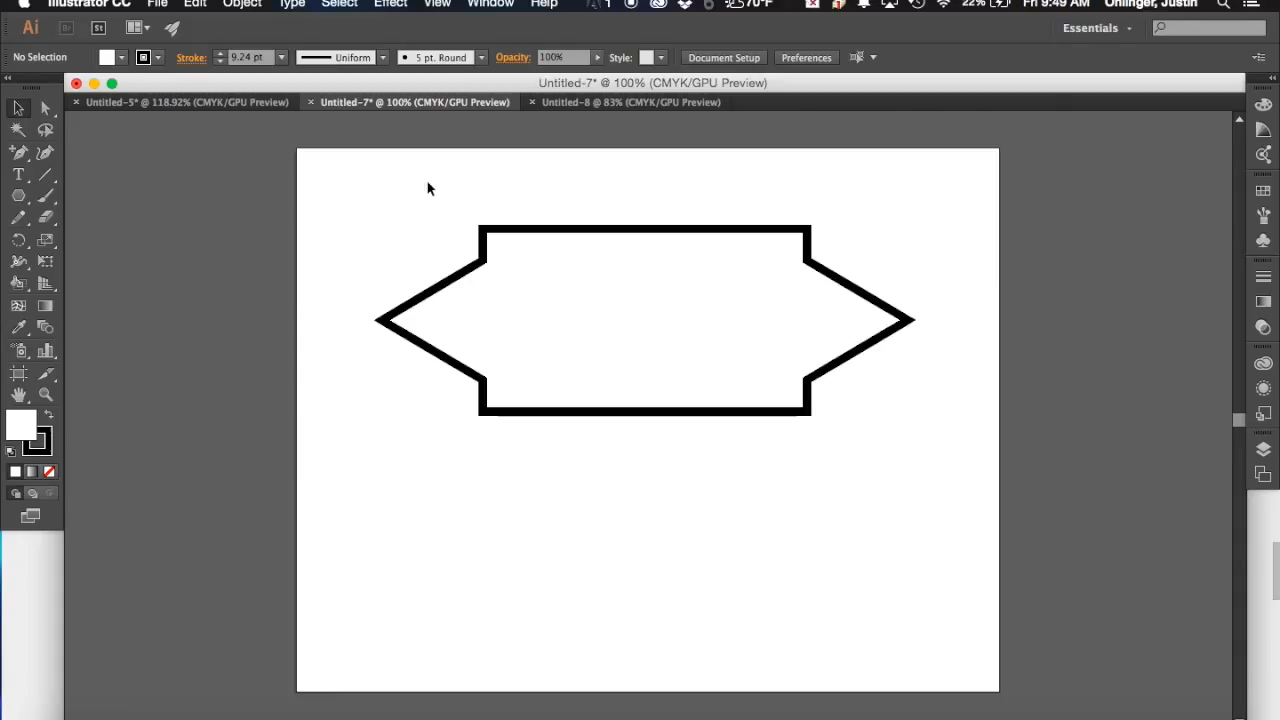 Illustrator CC File Edit Object Type Select Effect View Window Help 1 70°F 22% Fri 9:49 AM Ohlinger, Justin
Ai Br St Essentials
No Selection Stroke: 9.24 pt Uniform 5 pt. Round Opacity: 100% Style: Document Setup Preferences
Untitled-7* @ 100% (CMYK/GPU Preview)
Untitled-5* @ 118.92% (CMYK/GPU Preview) Untitled-7* @ 100% (CMYK/GPU Preview) Untitled-8 @ 83% (CMYK/GPU Preview)